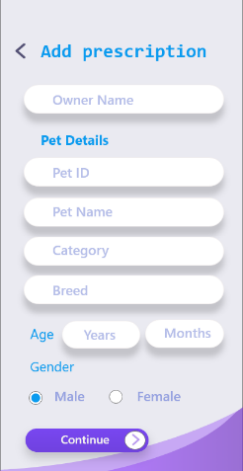 Add prescription
Owner Name
Pet Details
Pet ID
Pet Name
Category
Breed
Age Years Months
Gender
Male Female
Continue